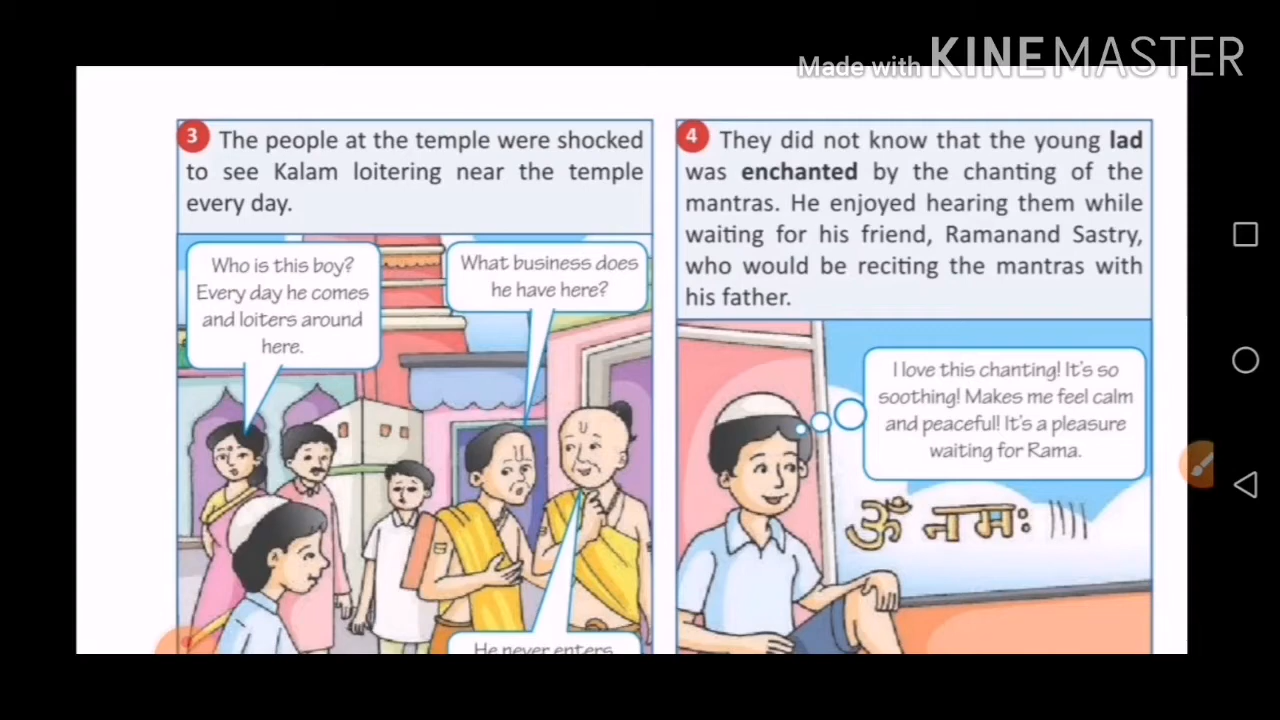 Made with KINEMASTER
3 The people at the temple were shocked
to see Kalam loitering near the temple
every day.
Who is this boy?
Every day he comes
and loiters around
here.
What business does
he have here?
He never enters
4 They did not know that the young lad
was enchanted by the chanting of the
mantras. He enjoyed hearing them while
waiting for his friend, Ramanand Sastry,
who would be reciting the mantras with
his father.
I love this chanting! It's so
soothing! Makes me feel calm
and peaceful! It's a pleasure
waiting for Rama.
ॐ नमः